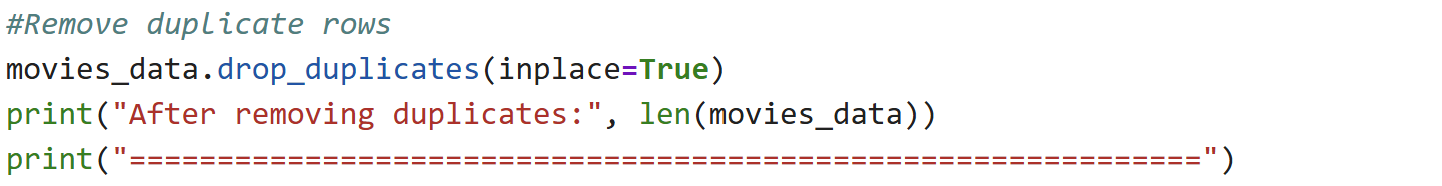 #Remove duplicate rows
movies_data.drop_duplicates(inplace=True)
print("After removing duplicates:", len(movies_data))
print("=============================================================")